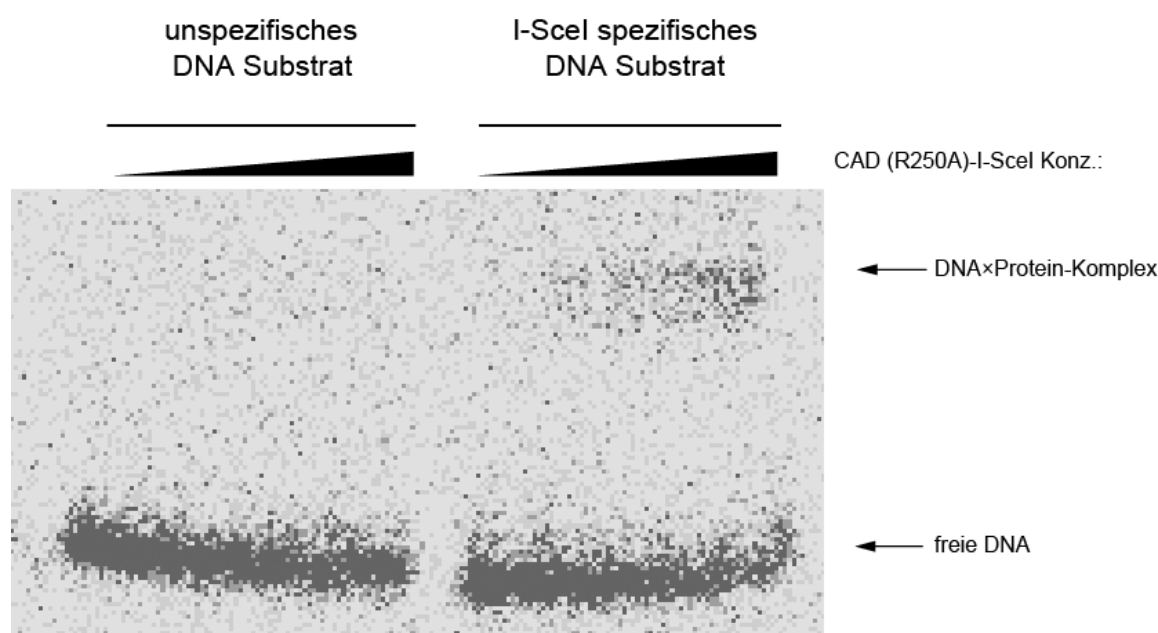 unspezifisches
DNA Substrat
I-SceI spezifisches
DNA Substrat
CAD (R250A)-I-SceI Konz.:
DNA×Protein-Komplex
freie DNA